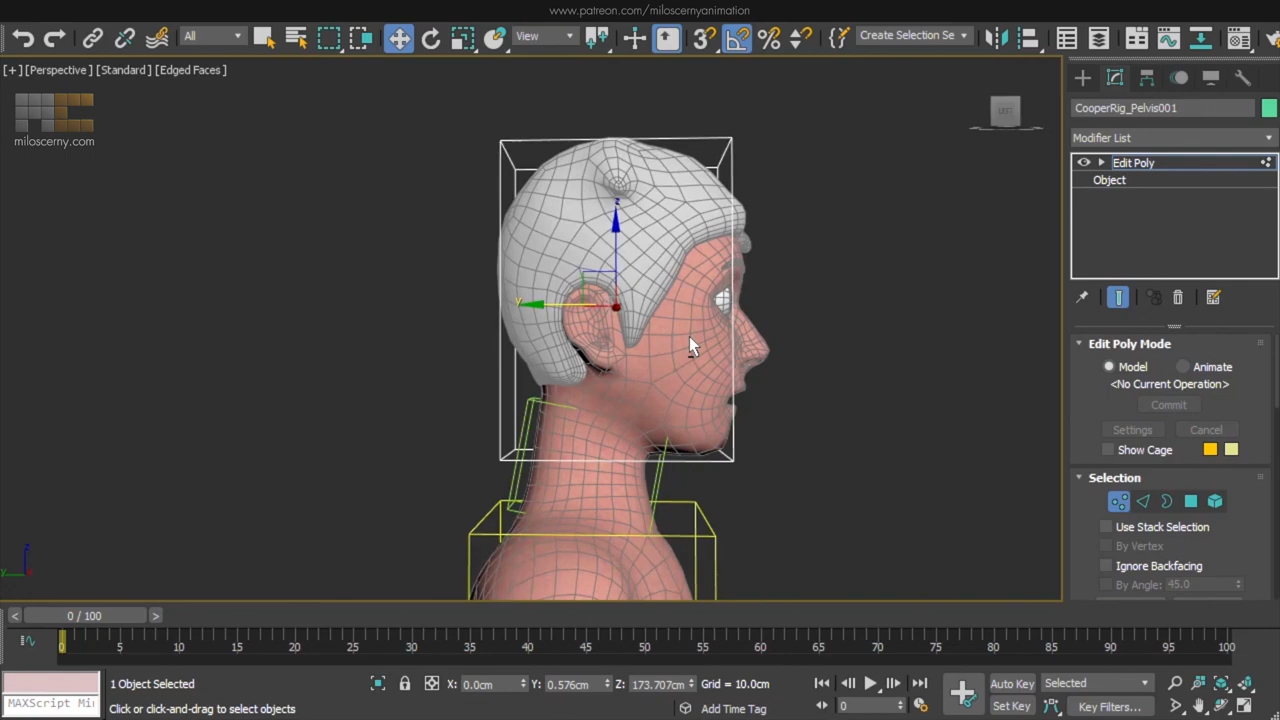 www.patreon.com/miloscernyanimation
All
View
3
Create Selection Se
[+] [Perspective] [Standard] [Edged Faces]
miloscerny.com
z
y
CooperRig_Pelvis001
Modifier List
Edit Poly
Object
Edit Poly Mode
Model
Animate
<No Current Operation>
Commit
Settings
Cancel
Show Cage
Selection
Use Stack Selection
By Vertex
Ignore Backfacing
By Angle: 45.0
z
y x
< 0 / 100 >
0 5 10 15 20 25 30 35 40 45 50 55 60 65 70 75 80 85 90 95 100
1 Object Selected
X: 0.0cm
Y: 0.576cm
Z: 173.707cm
Grid = 10.0cm
Auto Key
Selected
MAXScript Mi
Click or click-and-drag to select objects
Add Time Tag
0
Set Key
Key Filters...